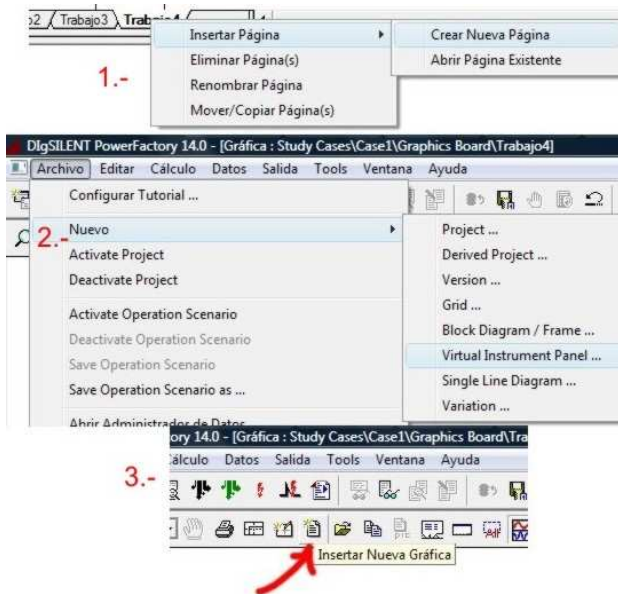 o2 / Trabajo3 Trabajo4
Insertar Página
Crear Nueva Página
Eliminar Página(s)
Abrir Página Existente
Renombrar Página
Mover/Copiar Página(s)
1.-
DIgSILENT PowerFactory 14.0 - [Gráfica : Study Cases\Case1\Graphics Board\Trabajo4]
Archivo Editar Cálculo Datos Salida Tools Ventana Ayuda
Configurar Tutorial ...
2.-
Nuevo
Activate Project
Deactivate Project
Activate Operation Scenario
Deactivate Operation Scenario
Save Operation Scenario
Save Operation Scenario as ...
Abrir Administrador de Datos
Project ...
Derived Project ...
Version ...
Grid ...
Block Diagram / Frame ...
Virtual Instrument Panel ...
Single Line Diagram ...
Variation ...
3.-
ory 14.0 - [Gráfica : Study Cases\Case1\Graphics Board\Tra
álculo Datos Salida Tools Ventana Ayuda
Insertar Nueva Gráfica